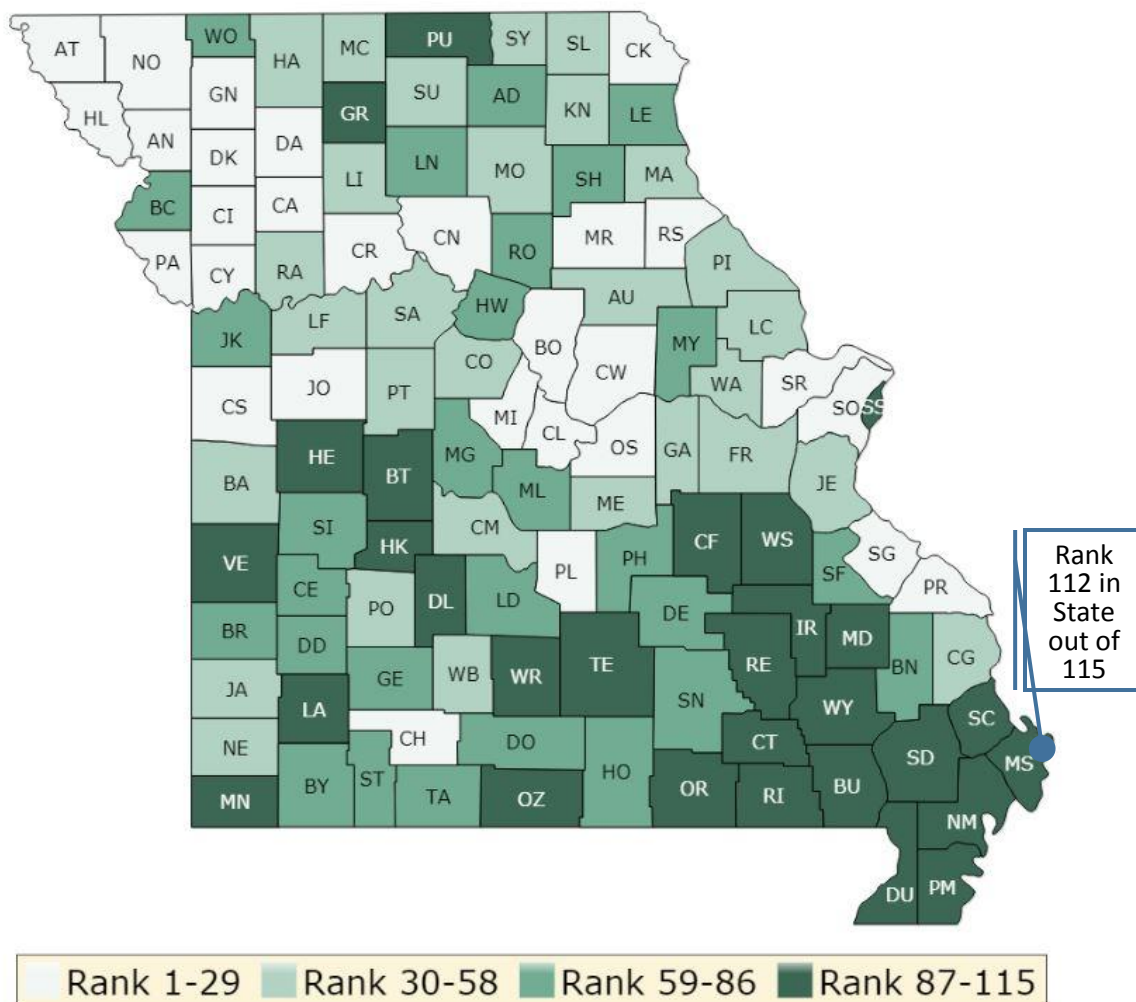 AT NO WO HA MC PU SY SL CK
HL GN GR SU AD KN LE
AN DK DA LI LN MO SH MA
BC CI CA
PA CY RA CR CN RO MR RS PI
JK LF SA HW AU LC
CS JO PT CO BO CW MY WA SR SO SS
MI CL OS GA FR
BA HE BT MG ML ME JE
VE SI HK CM PL PH CF WS SF SG PR
BR CE DD PO DL LD DE IR MD BN CG
JA LA GE WB WR TE SN RE WY SC
NE CH DO CT SD MS
MN BY ST TA OZ HO OR RI BU NM
DU PM
Rank
112 in
State
out of
115
Rank 1-29 Rank 30-58 Rank 59-86 Rank 87-115